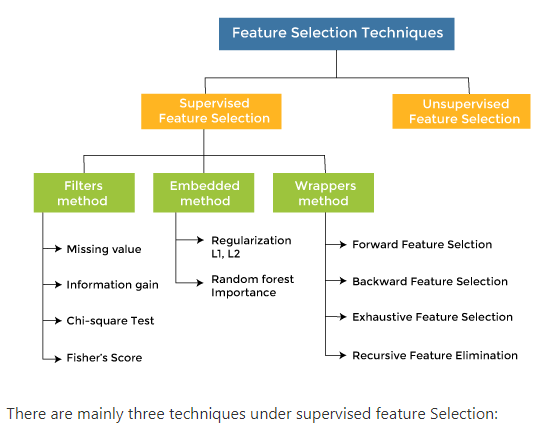 Feature Selection Techniques
Supervised
Feature Selection
Unsupervised
Feature Selection
Filters
method
Embedded
method
Wrappers
method
Missing value
Information gain
Chi-square Test
Fisher's Score
Regularization
L1, L2
Random forest
Importance
Forward Feature Selction
Backward Feature Selection
Exhaustive Feature Selection
Recursive Feature Elimination
There are mainly three techniques under supervised feature Selection: